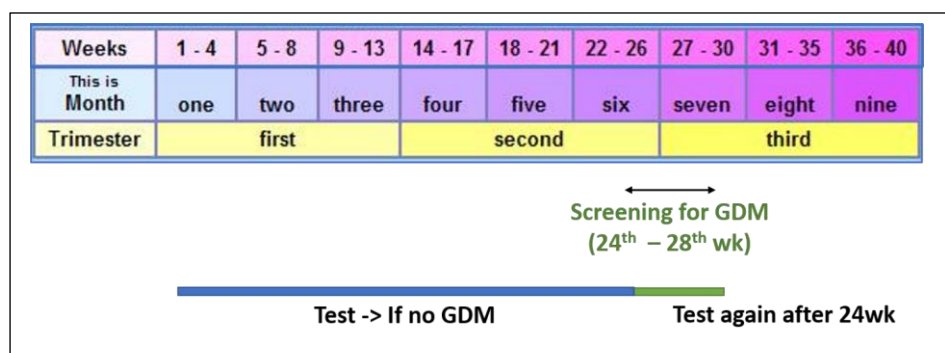 Weeks 1 - 4 5 - 8 9 - 13 14 - 17 18 - 21 22 - 26 27 - 30 31 - 35 36 - 40
This is
Month one two three four five six seven eight nine
Trimester first second third
Screening for GDM
(24th – 28th wk)
Test -> If no GDM Test again after 24wk